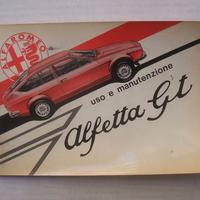 ALFA ROMEO
uso e manutenzione
Alfetta Gt